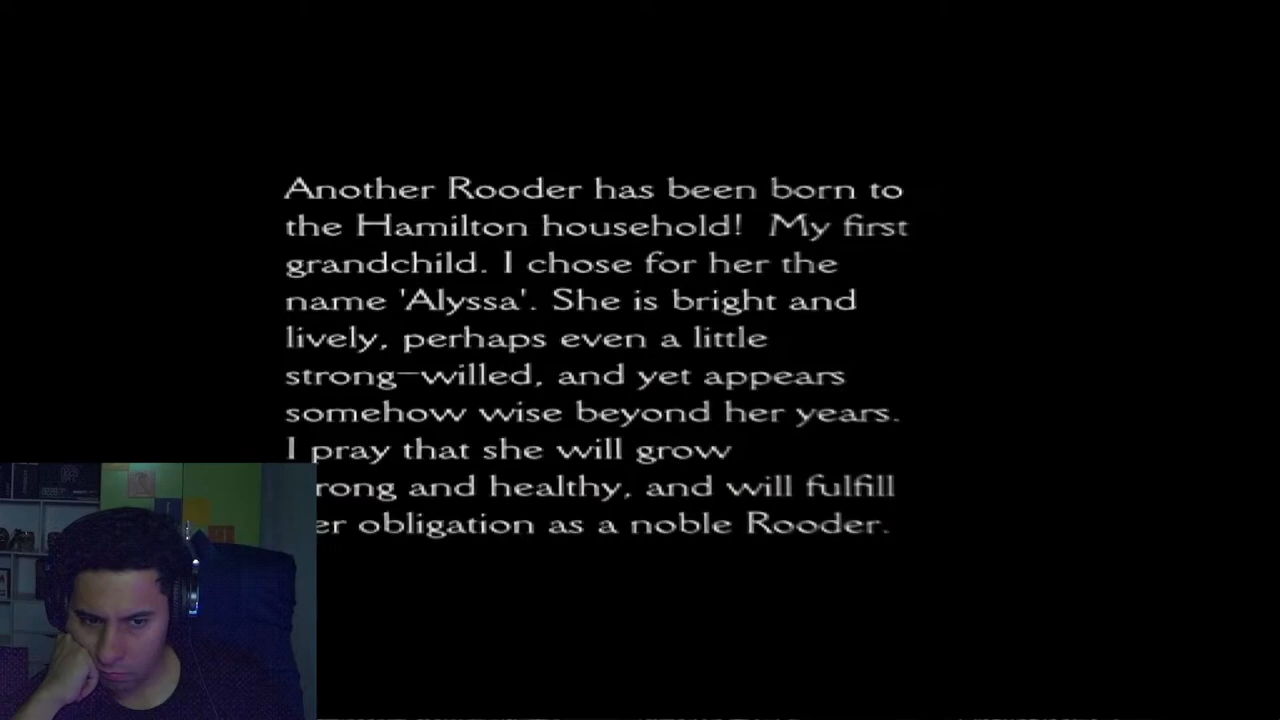 Another Rooder has been born to
the Hamilton household!  My first
grandchild. I chose for her the
name 'Alyssa'. She is bright and
lively, perhaps even a little
strong-willed, and yet appears
somehow wise beyond her years.
I pray that she will grow
rong and healthy, and will fulfill
er obligation as a noble Rooder.